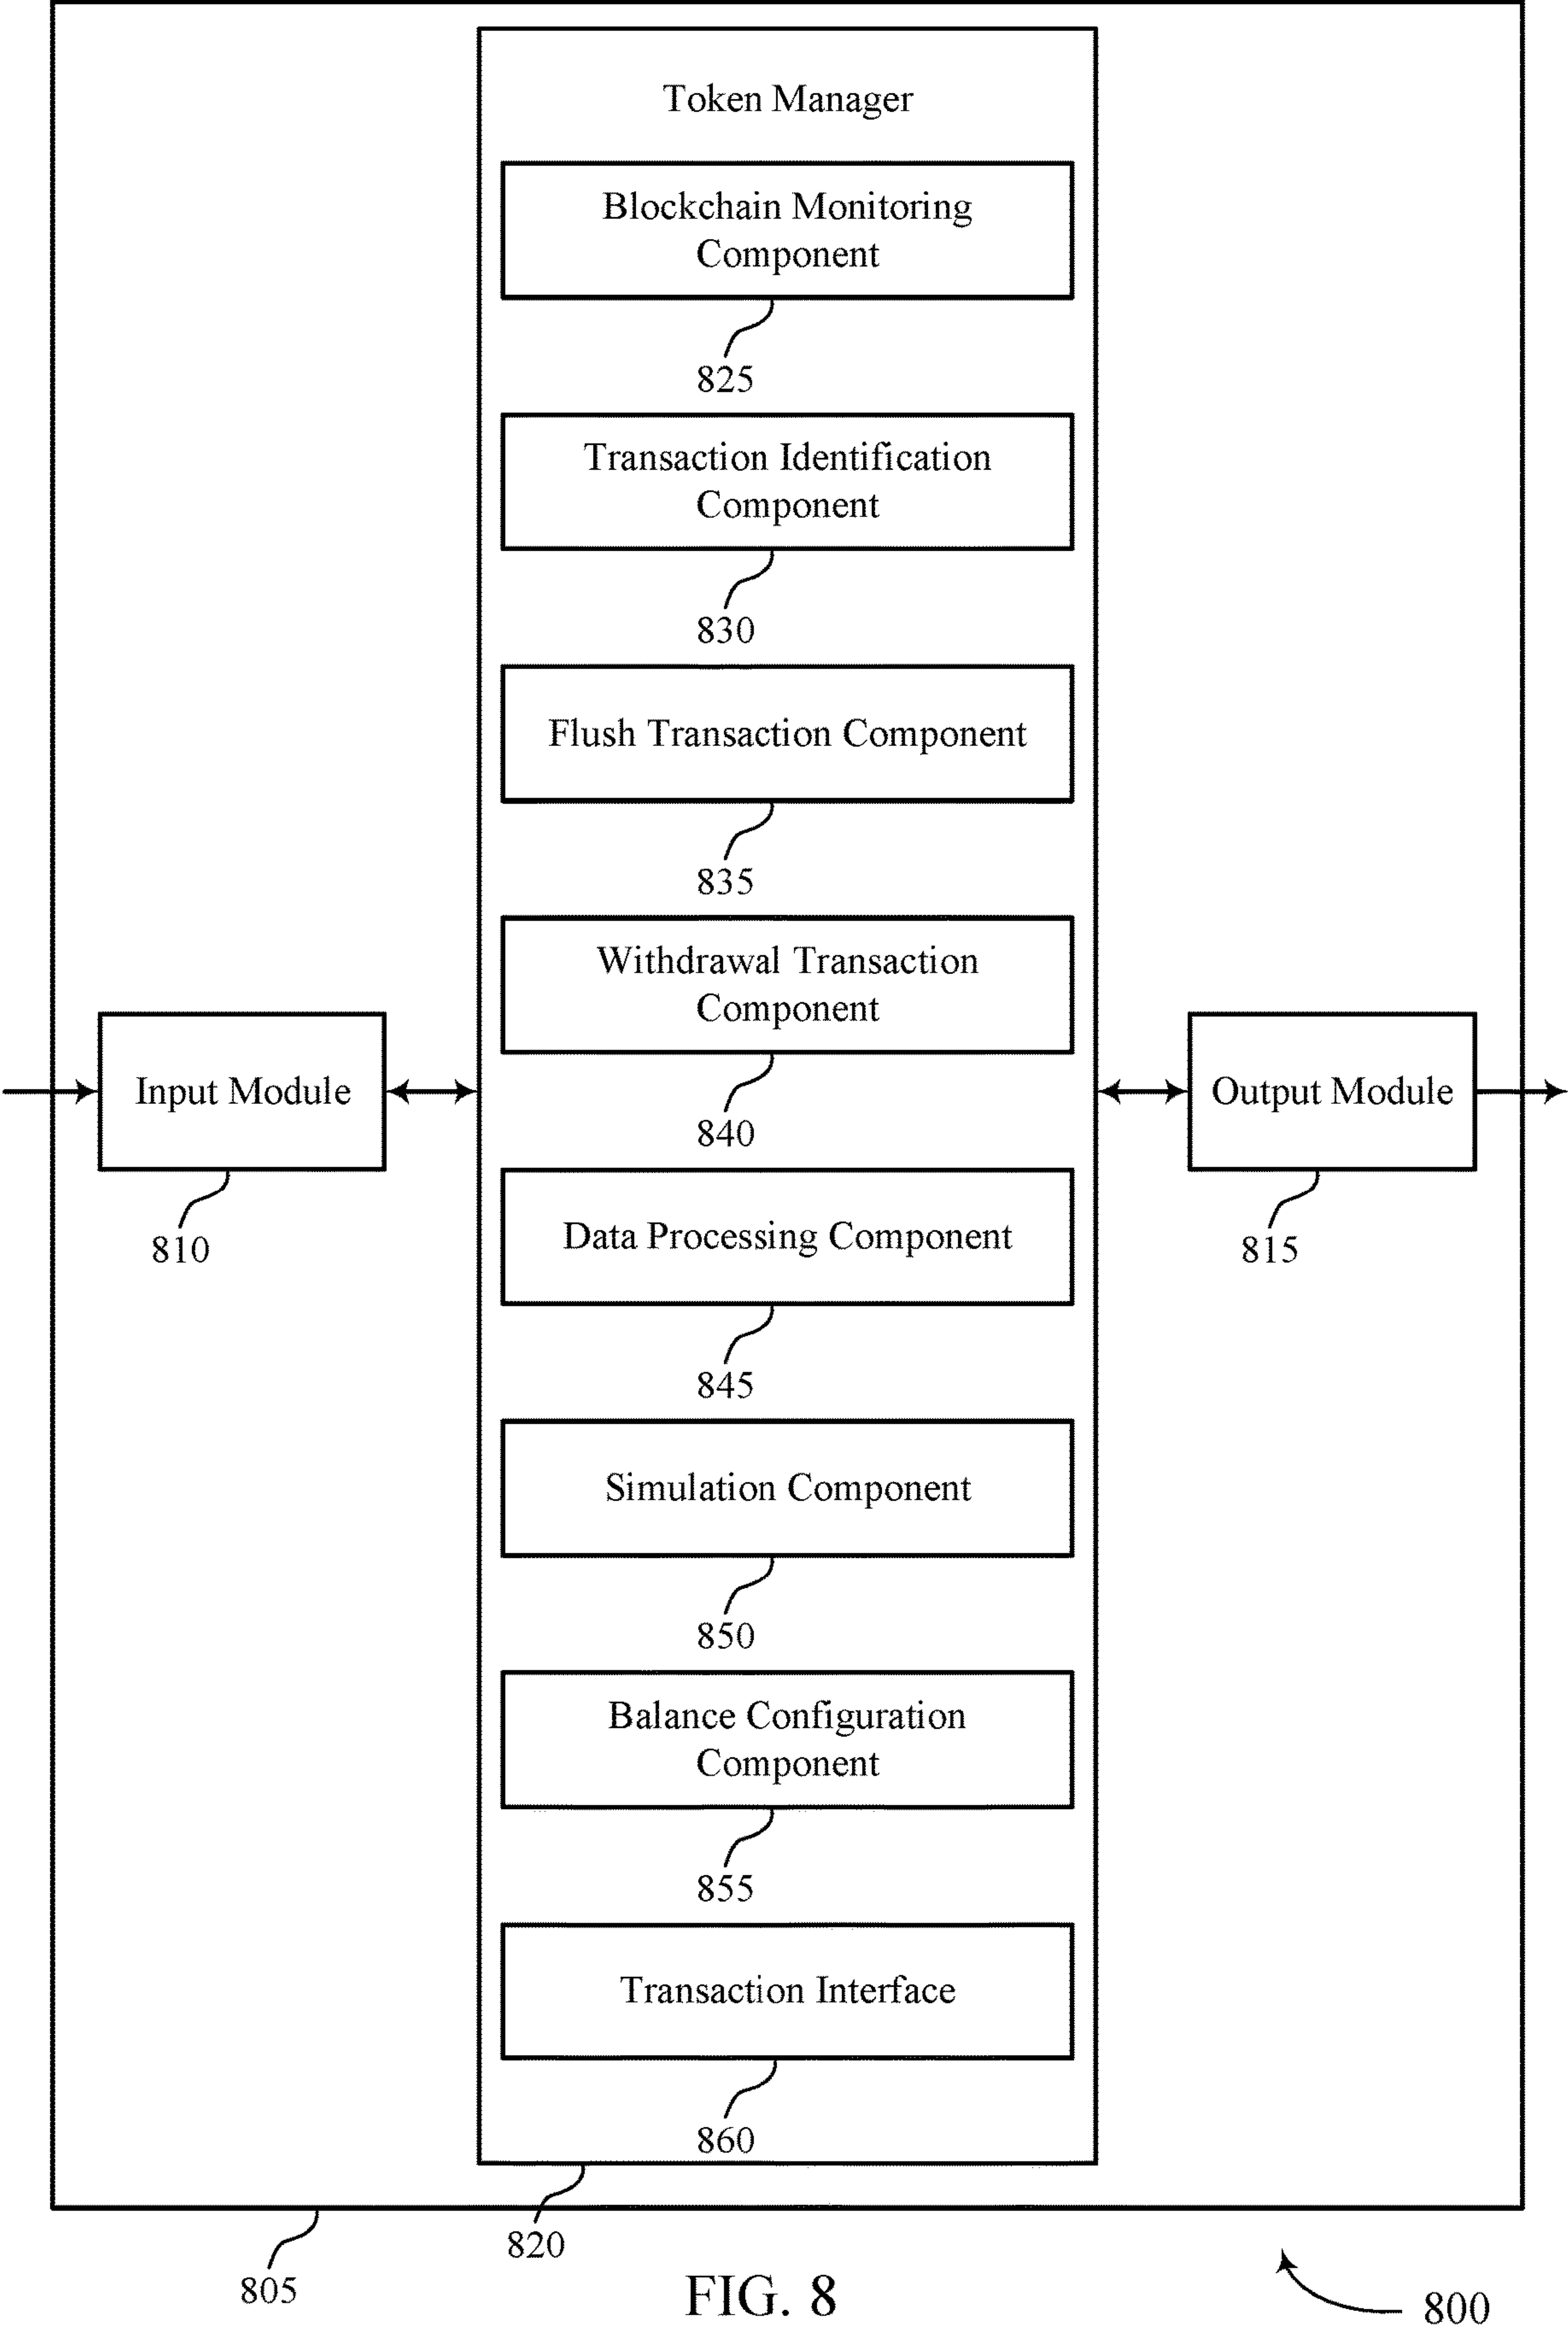 Token Manager
Blockchain Monitoring
Component
825
Transaction Identification
Component
830
Flush Transaction Component
835
Withdrawal Transaction
Component
840
Input Module
810
Output Module
815
Data Processing Component
845
Simulation Component
850
Balance Configuration
Component
855
Transaction Interface
860
820
805
FIG. 8
800